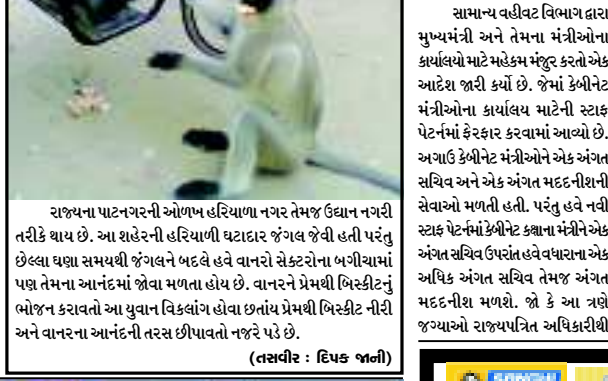 રાજ્યના પાટનગરની ઓળખ હરિયાળા નગર તેમજ ઉદ્યાન નગરી
તરીકે થાય છે. આ શહેરની હરિયાળી ઘટાદાર જંગલ જેવી હતી પરંતુ
છેલ્લા ઘણા સમયથી જંગલને બદલે હવે વાનરો સેક્ટરોના બગીચામાં
પણ તેમના આનંદમાં જોવા મળતા હોય છે. વાનરને પ્રેમથી બિસ્કીટનું
ભોજન કરાવતો આ યુવાન વિકલાંગ હોવા છતાંય પ્રેમથી બિસ્કીટ નીરી
અને વાનરના આનંદની તરસ છીપાવતો નજરે પડે છે.
(તસવીર : દિપક જાની)
સામાન્ય વહીવટ વિભાગ દ્વારા
મુખ્યમંત્રી અને તેમના મંત્રીઓના
કાર્યાલયો માટે મહેકમ મંજુર કરતો એક
આદેશ જારી કર્યો છે. જેમાં કેબીનેટ
મંત્રીઓના કાર્યાલય માટેની સ્ટાફ
પેટર્નમાં ફેરફાર કરવામાં આવ્યો છે.
અગાઉ કેબીનેટ મંત્રીઓને એક અંગત
સચિવ અને એક અંગત મદદનીશની
સેવાઓ મળતી હતી. પરંતુ હવે નવી
સ્ટાફ પેટર્નમાં કેબીનેટ કક્ષાના મંત્રીને એક
અંગત સચિવ ઉપરાંત હવે વધારાના એક
અધિક અંગત સચિવ તેમજ અંગત
મદદનીશ મળશે. જો કે આ ત્રણે
જગ્યાઓ રાજ્યપત્રિત અધિકારીથી